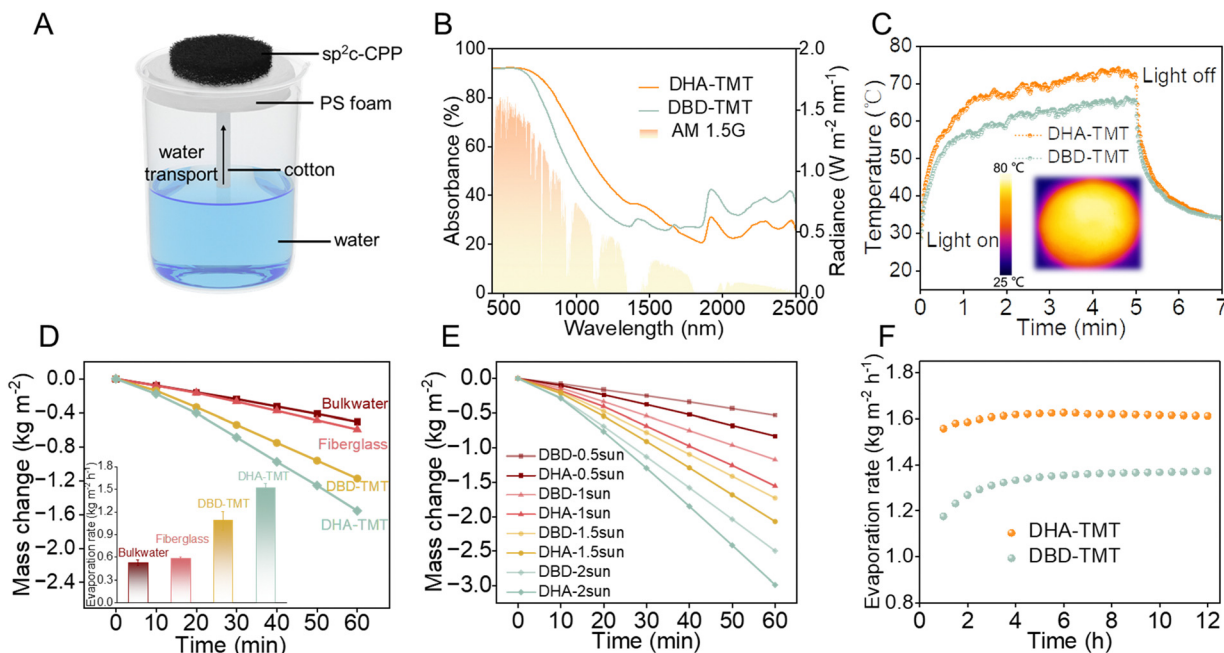 A
sp²c-CPP
PS foam
water
transport
cotton
water
B
Absorbance (%)
100
80
60
40
20
0
DHA-TMT
DBD-TMT
AM 1.5G
2.0
1.5
1.0
0.5
0.0
Radiance (W m⁻² nm⁻¹)
500 1000 1500 2000 2500
Wavelength (nm)
C
Temperature (℃)
80
70
60
50
40
30
Light off
DHA-TMT
DBD-TMT
80 ℃
25 ℃
Light on
0 1 2 3 4 5 6 7
Time (min)
D
Mass change (kg m⁻²)
0.0
−0.4
−0.8
−1.2
−1.6
−2.0
−2.4
Bulkwater
Fiberglass
DBD-TMT
DHA-TMT
Evaporation rate (kg m⁻² h⁻¹)
1.8
1.5
1.2
0.9
0.6
0.3
0.0
Bulkwater
Fiberglass
DBD-TMT
DHA-TMT
0 10 20 30 40 50 60
Time (min)
E
Mass change (kg m⁻²)
0.0
−0.5
−1.0
−1.5
−2.0
−2.5
−3.0
DBD-0.5sun
DHA-0.5sun
DBD-1sun
DHA-1sun
DBD-1.5sun
DHA-1.5sun
DBD-2sun
DHA-2sun
0 10 20 30 40 50 60
Time (min)
F
Evaporation rate (kg m⁻² h⁻¹)
1.8
1.6
1.4
1.2
1.0
0.8
DHA-TMT
DBD-TMT
0 2 4 6 8 10 12
Time (h)